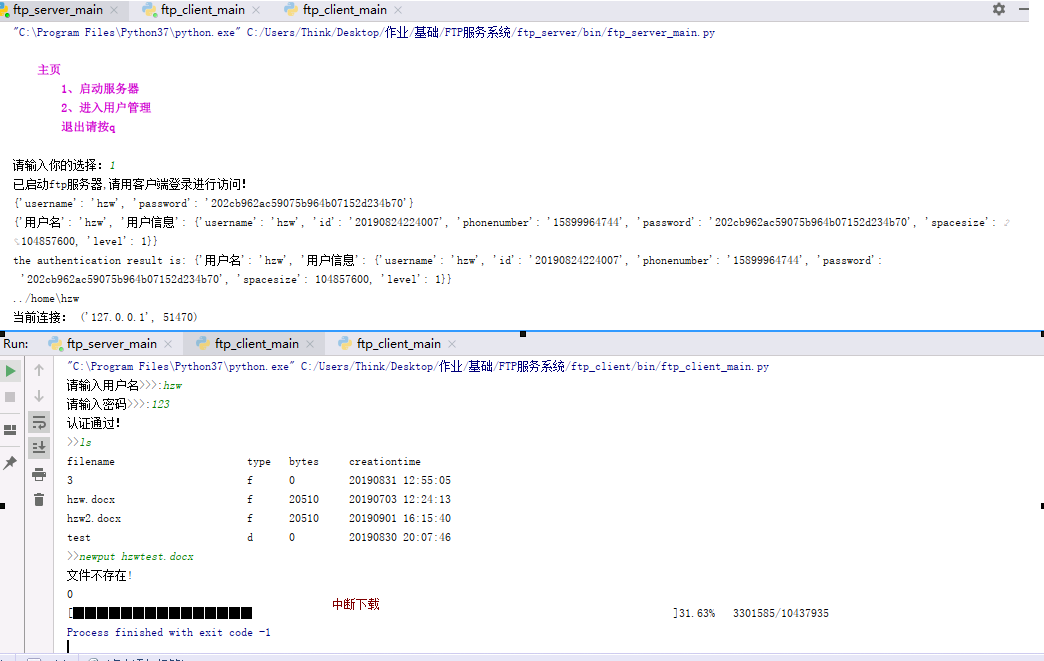 ftp_server_main × ftp_client_main × ftp_client_main ×
"C:\Program Files\Python37\python.exe" C:/Users/Think/Desktop/作业/基础/FTP服务系统/ftp_server/bin/ftp_server_main.py
主页
1、启动服务器
2、进入用户管理
退出请按q
请输入你的选择: 1
已启动ftp服务器,请用客户端登录进行访问!
{'username': 'hzw', 'password': '202cb962ac59075b964b07152d234b70'}
{'用户名': 'hzw', '用户信息': {'username': 'hzw', 'id': '20190824224007', 'phonenumber': '15899964744', 'password': '202cb962ac59075b964b07152d234b70', 'spacesize':
104857600, 'level': 1}}
the authentication result is: {'用户名': 'hzw', '用户信息': {'username': 'hzw', 'id': '20190824224007', 'phonenumber': '15899964744', 'password':
'202cb962ac59075b964b07152d234b70', 'spacesize': 104857600, 'level': 1}}
../home\hzw
当前连接: ('127.0.0.1', 51470)
Run: ftp_server_main × ftp_client_main × ftp_client_main ×
"C:\Program Files\Python37\python.exe" C:/Users/Think/Desktop/作业/基础/FTP服务系统/ftp_client/bin/ftp_client_main.py
请输入用户名>>>:hzw
请输入密码>>>:123
认证通过!
>>ls
filename type bytes creationtime
3 f 0 20190831 12:55:05
hzw.docx f 20510 20190703 12:24:13
hzw2.docx f 20510 20190901 16:15:40
test d 0 20190830 20:07:46
>>newput hzwtest.docx
文件不存在!
0
[███████████████ 中断下载 ]31.63% 3301585/10437935
Process finished with exit code -1